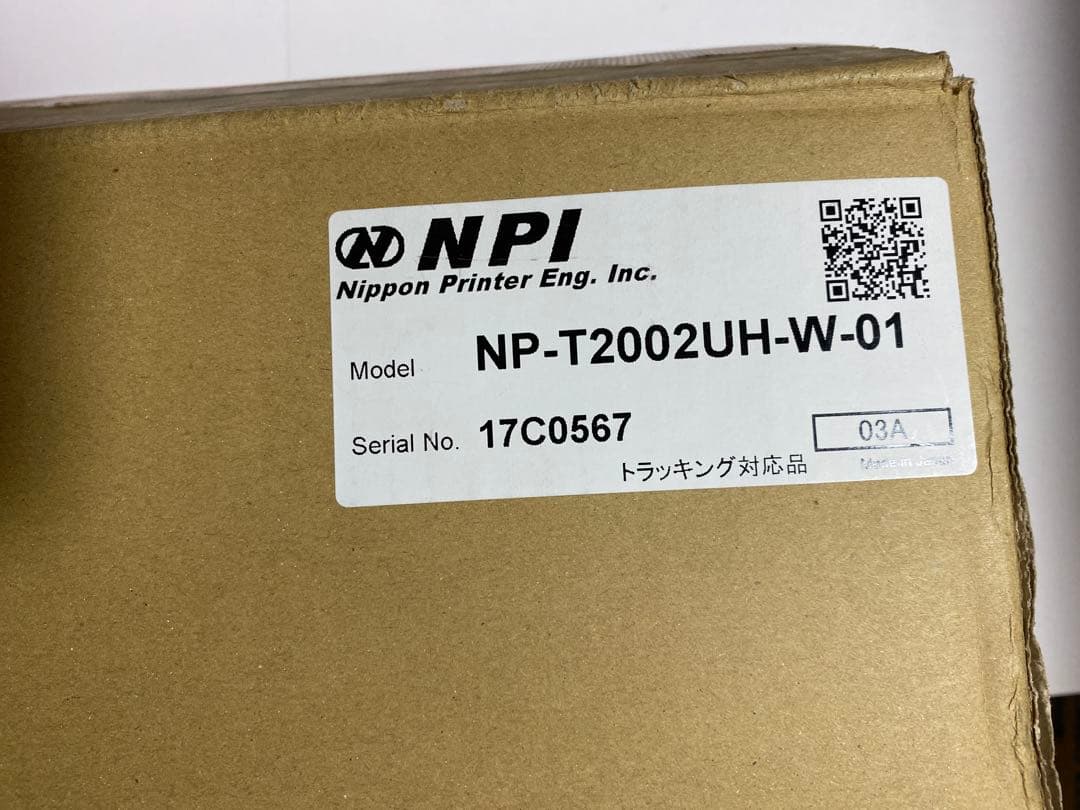 N NPI
Nippon Printer Eng. Inc.
Model NP-T2002UH-W-01
Serial No. 17C0567
03A
トラッキング対応品 Made in Japan